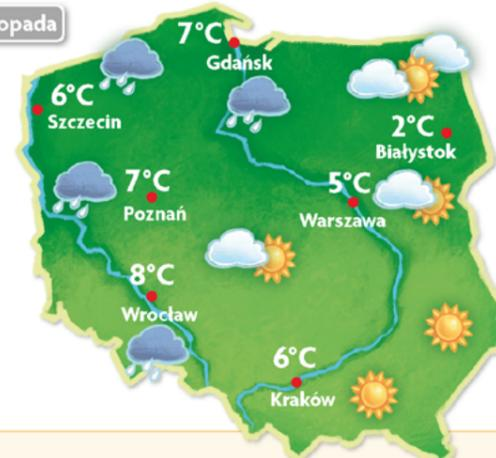 opada
7°C
Gdańsk
6°C
Szczecin
2°C
Białystok
7°C
Poznań
5°C
Warszawa
8°C
Wrocław
6°C
Kraków